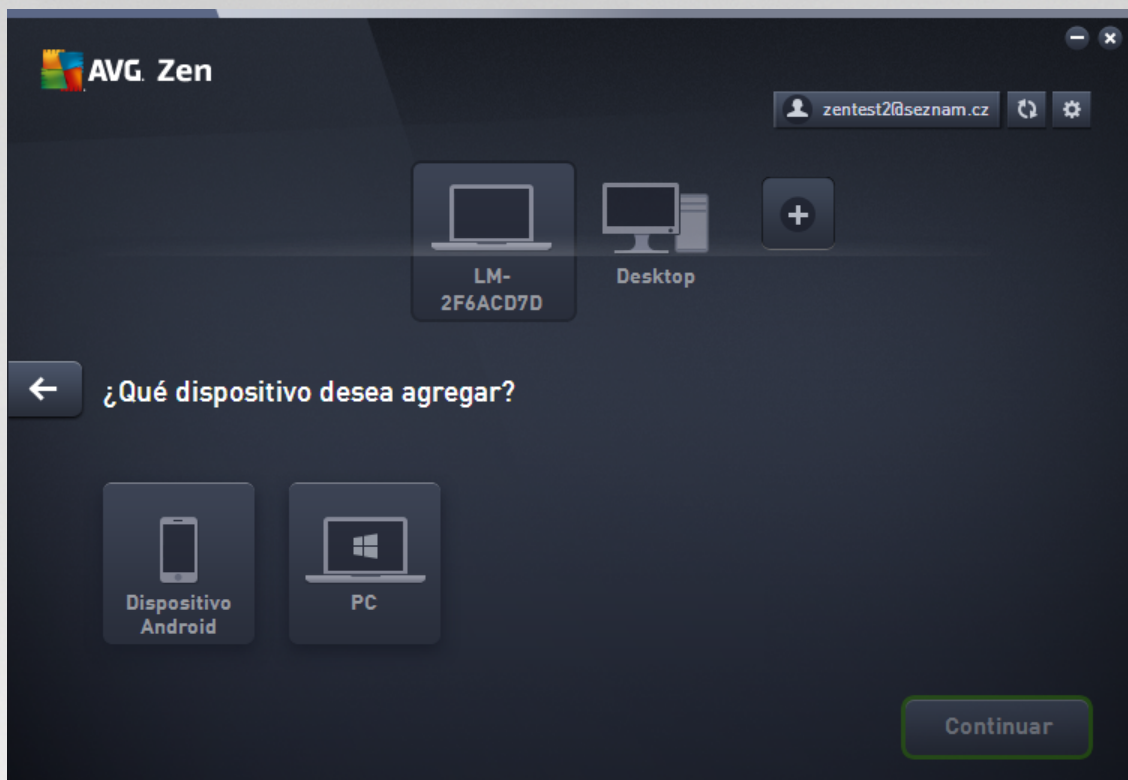 AVG. Zen
zentest2@seznam.cz
LM-
2F6ACD7D
Desktop
¿Qué dispositivo desea agregar?
Dispositivo
Android
PC
Continuar